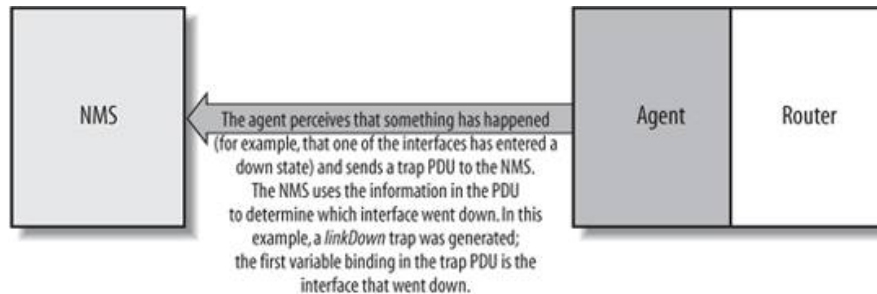 NMS
The agent perceives that something has happened
(for example, that one of the interfaces has entered a
down state) and sends a trap PDU to the NMS.
The NMS uses the information in the PDU
to determine which interface went down. In this
example, a linkDown trap was generated;
the first variable binding in the trap PDU is the
interface that went down.
Agent
Router